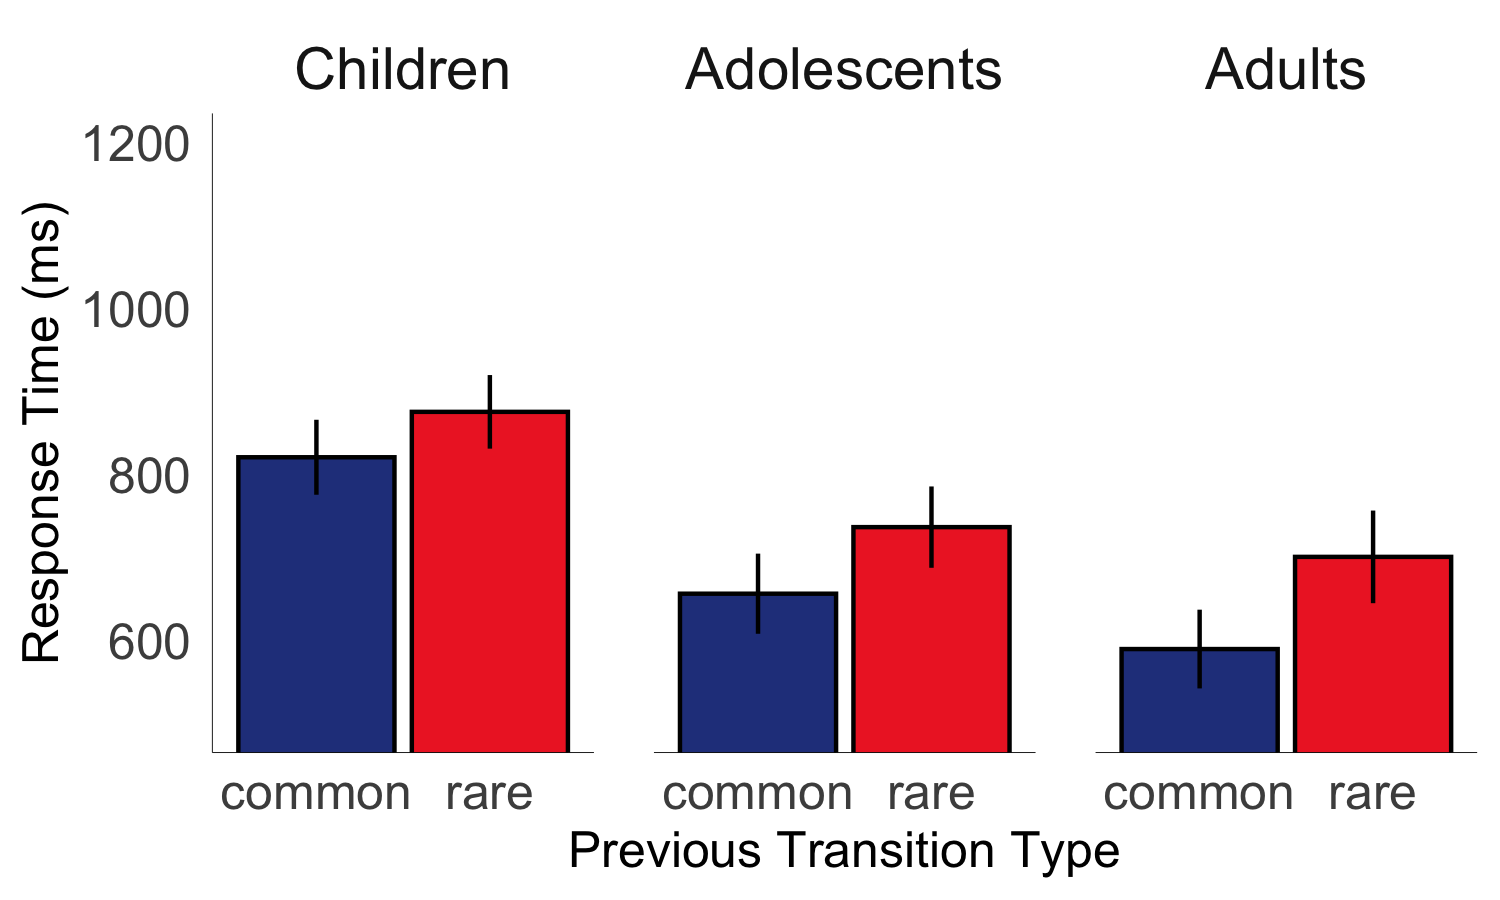 Children Adolescents Adults
Response Time (ms)
1200
1000
800
600
common rare common rare common rare
Previous Transition Type